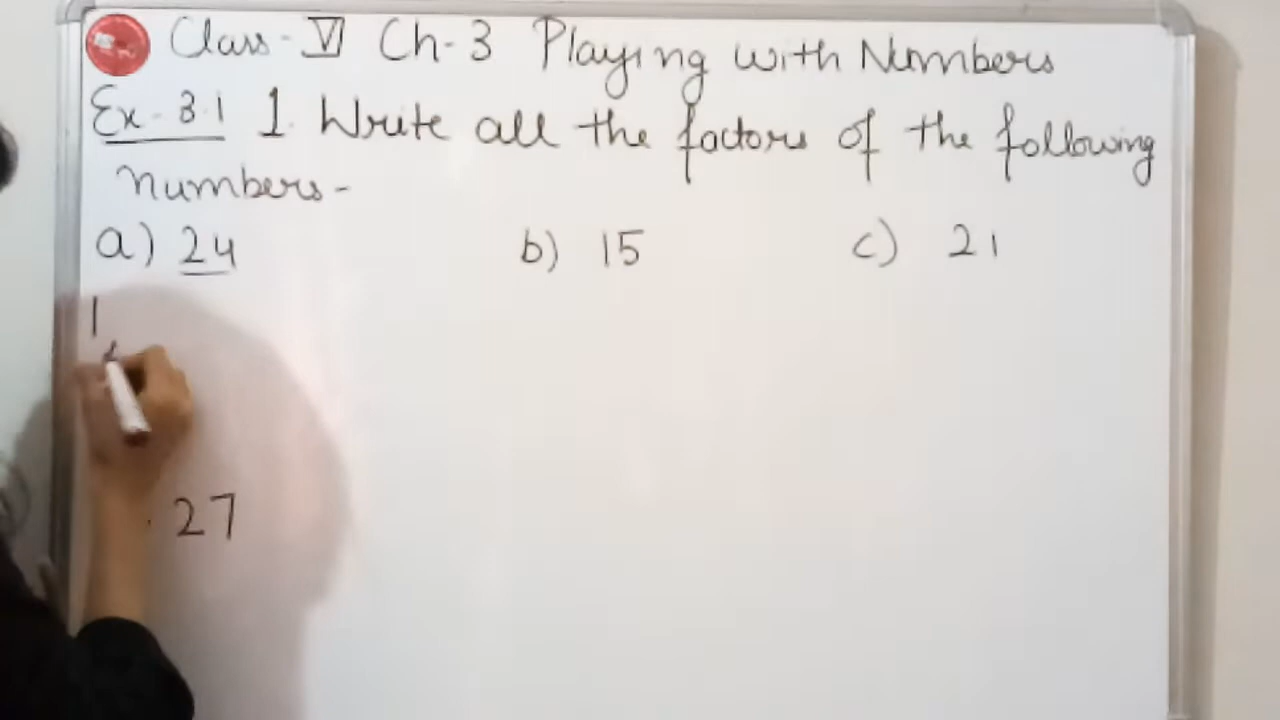 Class - VI Ch-3 Playing with Numbers
Ex - 3.1 1. Write all the factors of the following
numbers -
a) 24 b) 15 c) 21
1
27